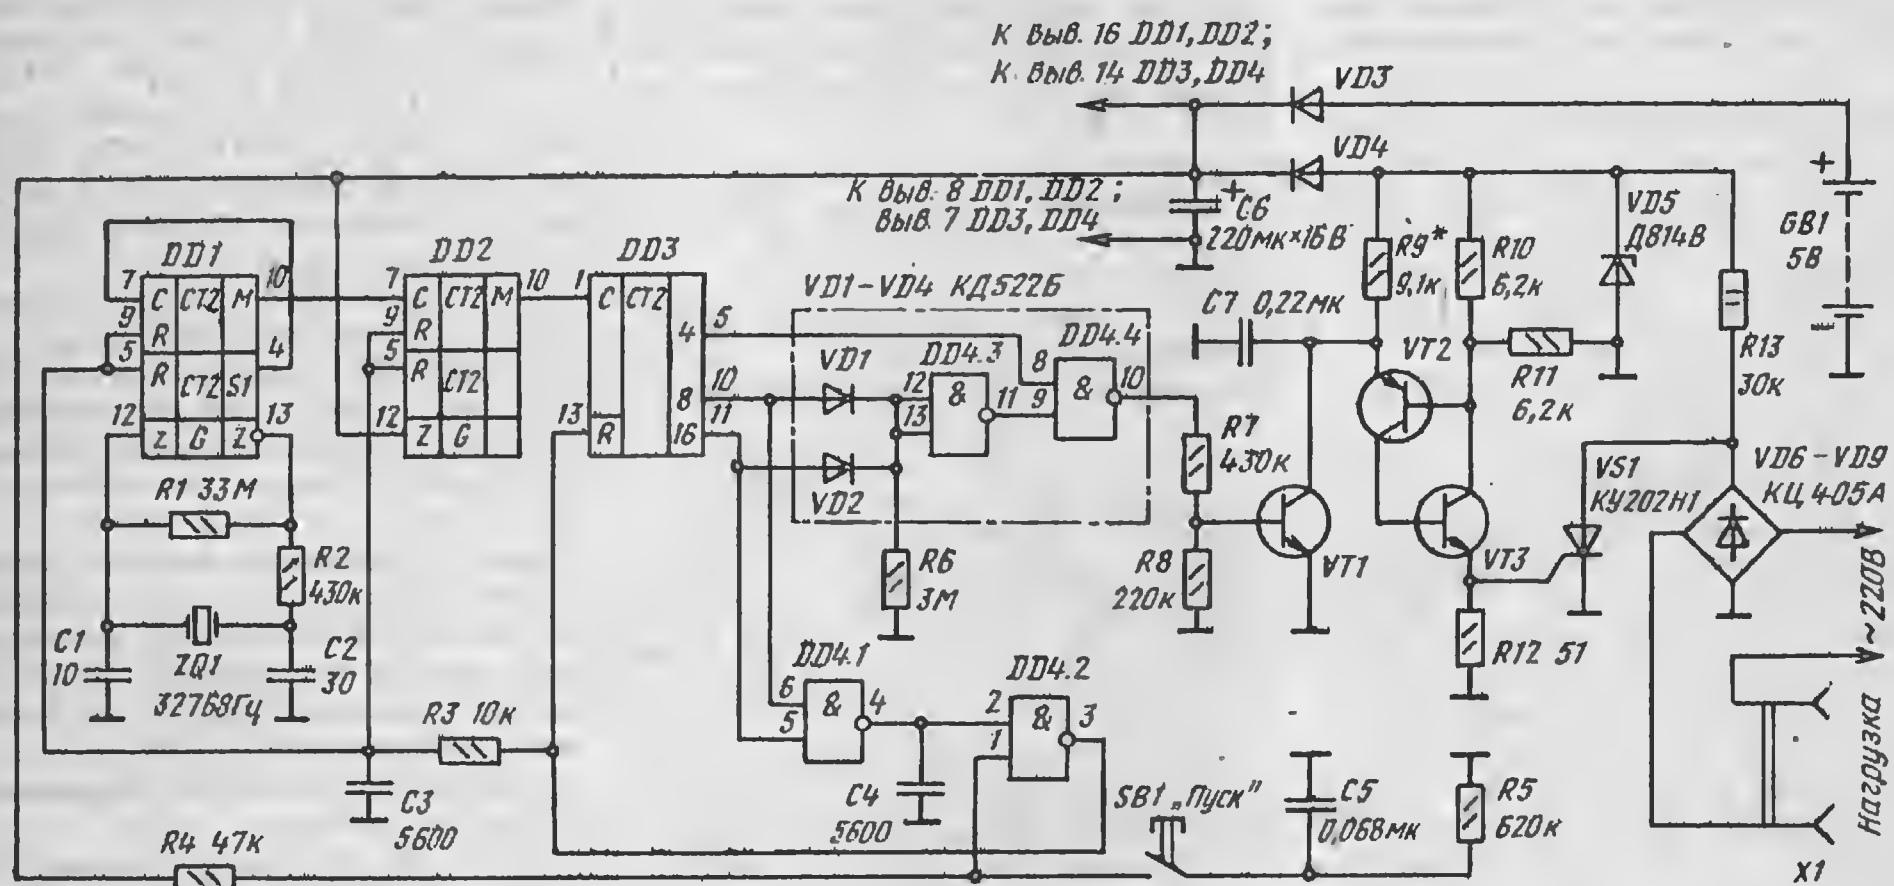 К выв. 16 DD1, DD2;
К выв. 14 DD3, DD4
VD3
VD4
К выв. 8 DD1, DD2;
выв. 7 DD3, DD4
+
C6
220мк×16В
R9*
9,1к
R10
6,2к
VD5
Д814В
+
GB1
5В
−
DD1
7
9
5
12
C
R
R
Z
CT2
CT2
G
M
S1
Z
10
4
13
DD2
7
9
5
12
C
R
R
Z
CT2
CT2
G
M
10
DD3
1
13
C
R
CT2
4
8
16
5
10
11
VD1-VD4 КД522Б
VD1
VD2
DD4.3
12
13
&
11
DD4.4
8
9
&
10
C7 0,22мк
VT2
R11
6,2к
R13
30к
R7
430к
VS1
КУ202Н1
VD6-VD9
КЦ405А
R1 33М
R2
430к
R6
3М
R8
220к
VT1
VT3
R12 51
~220В
C1
10
ZQ1
32768Гц
C2
30
DD4.1
6
5
&
4
DD4.2
2
1
&
3
R3 10к
C3
5600
C4
5600
SB1 „Пуск"
C5
0,068мк
R5
620к
Нагрузка
X1
R4 47к